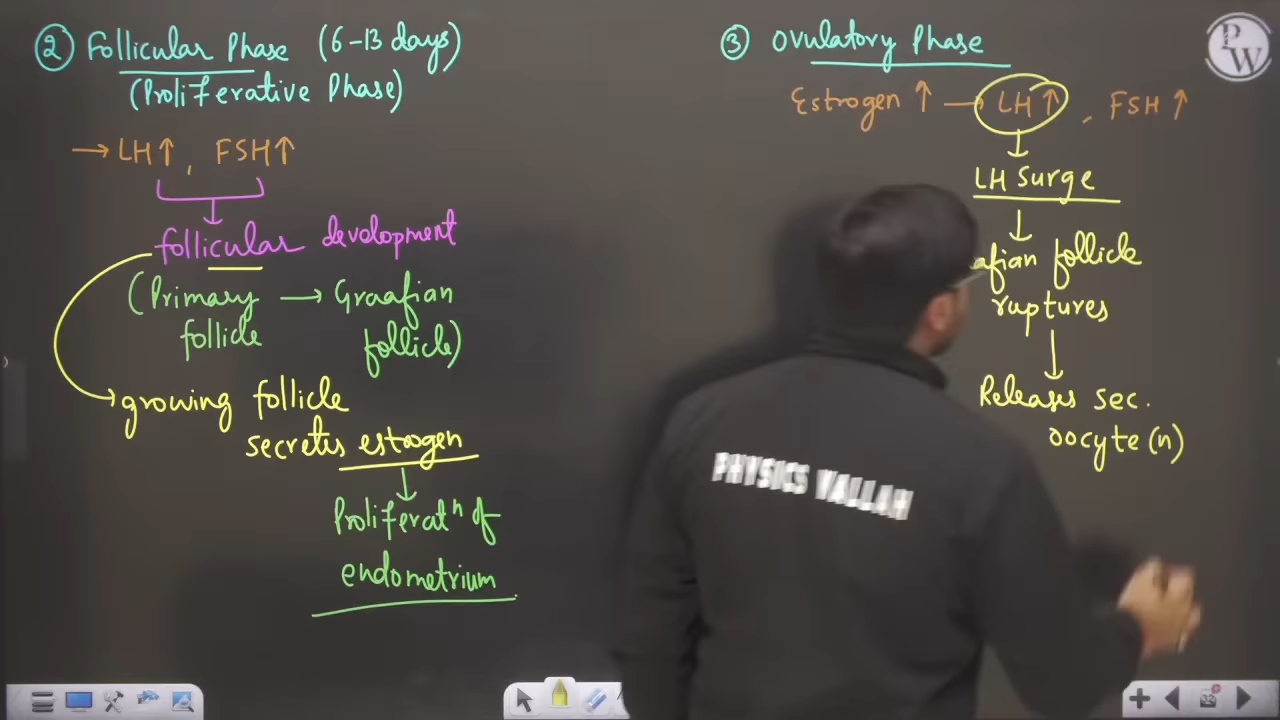 ② Follicular Phase (6-13 days)
(Proliferative Phase)
→ LH↑, FSH↑
follicular development
(Primary → Graafian
follicle follicle)
growing follicle
secretes estrogen
↓
Proliferatⁿ of
endometrium
③ Ovulatory Phase
Estrogen ↑ → LH↑, FSH↑
↓
LH Surge
↓
afian follicle
ruptures
↓
Releases sec.
oocyte (n)
PHYSICS WALLAH
PW